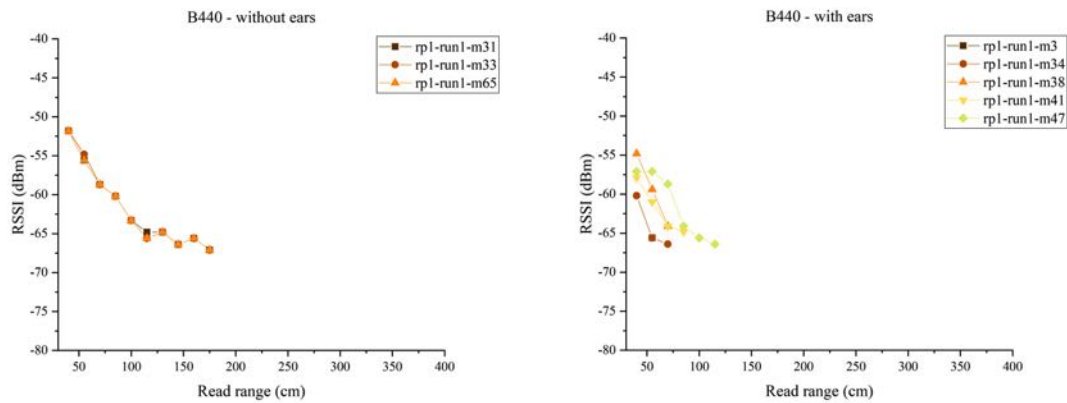 B440 - without ears
-40
-45
-50
-55
-60
-65
-70
-75
-80
RSSI (dBm)
rp1-run1-m31
rp1-run1-m33
rp1-run1-m65
50
100
150
200
250
300
350
400
Read range (cm)
B440 - with ears
-40
-45
-50
-55
-60
-65
-70
-75
-80
RSSI (dBm)
rp1-run1-m3
rp1-run1-m34
rp1-run1-m38
rp1-run1-m41
rp1-run1-m47
50
100
150
200
250
300
350
400
Read range (cm)